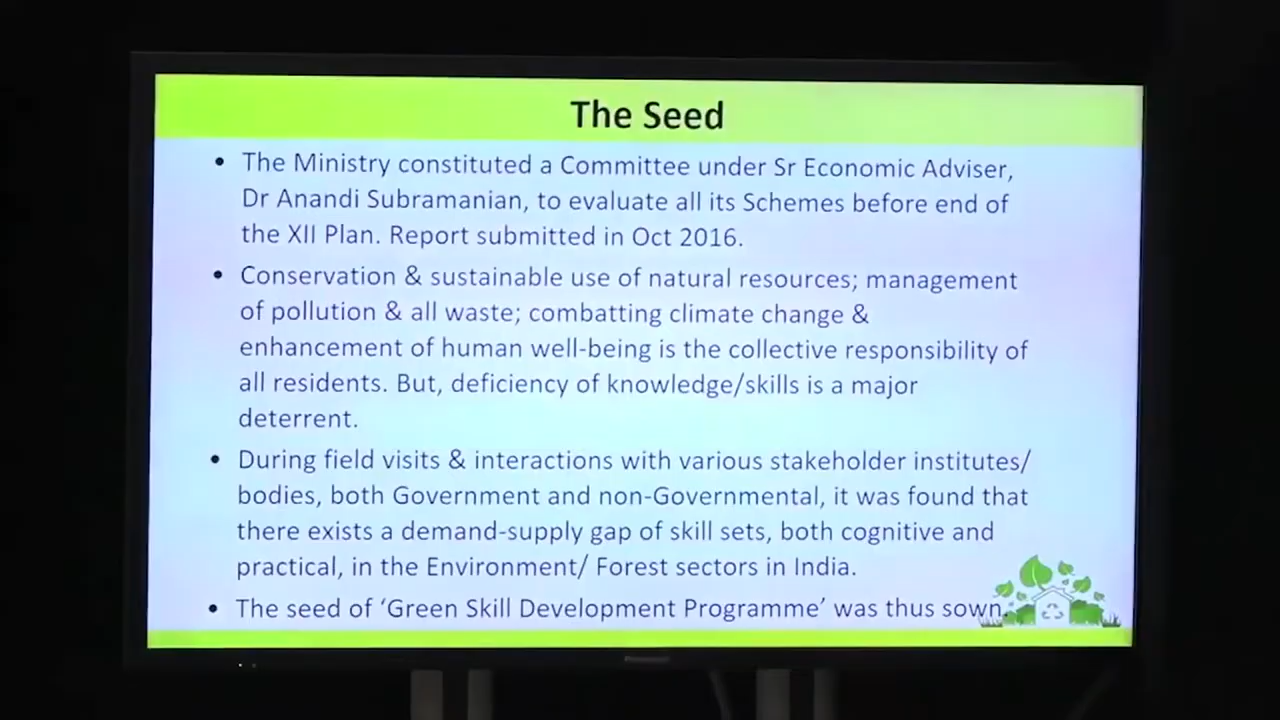 The Seed
• The Ministry constituted a Committee under Sr Economic Adviser,
Dr Anandi Subramanian, to evaluate all its Schemes before end of
the XII Plan. Report submitted in Oct 2016.
• Conservation & sustainable use of natural resources; management
of pollution & all waste; combatting climate change &
enhancement of human well-being is the collective responsibility of
all residents. But, deficiency of knowledge/skills is a major
deterrent.
• During field visits & interactions with various stakeholder institutes/
bodies, both Government and non-Governmental, it was found that
there exists a demand-supply gap of skill sets, both cognitive and
practical, in the Environment/ Forest sectors in India.
• The seed of ‘Green Skill Development Programme’ was thus sown.
Panasonic